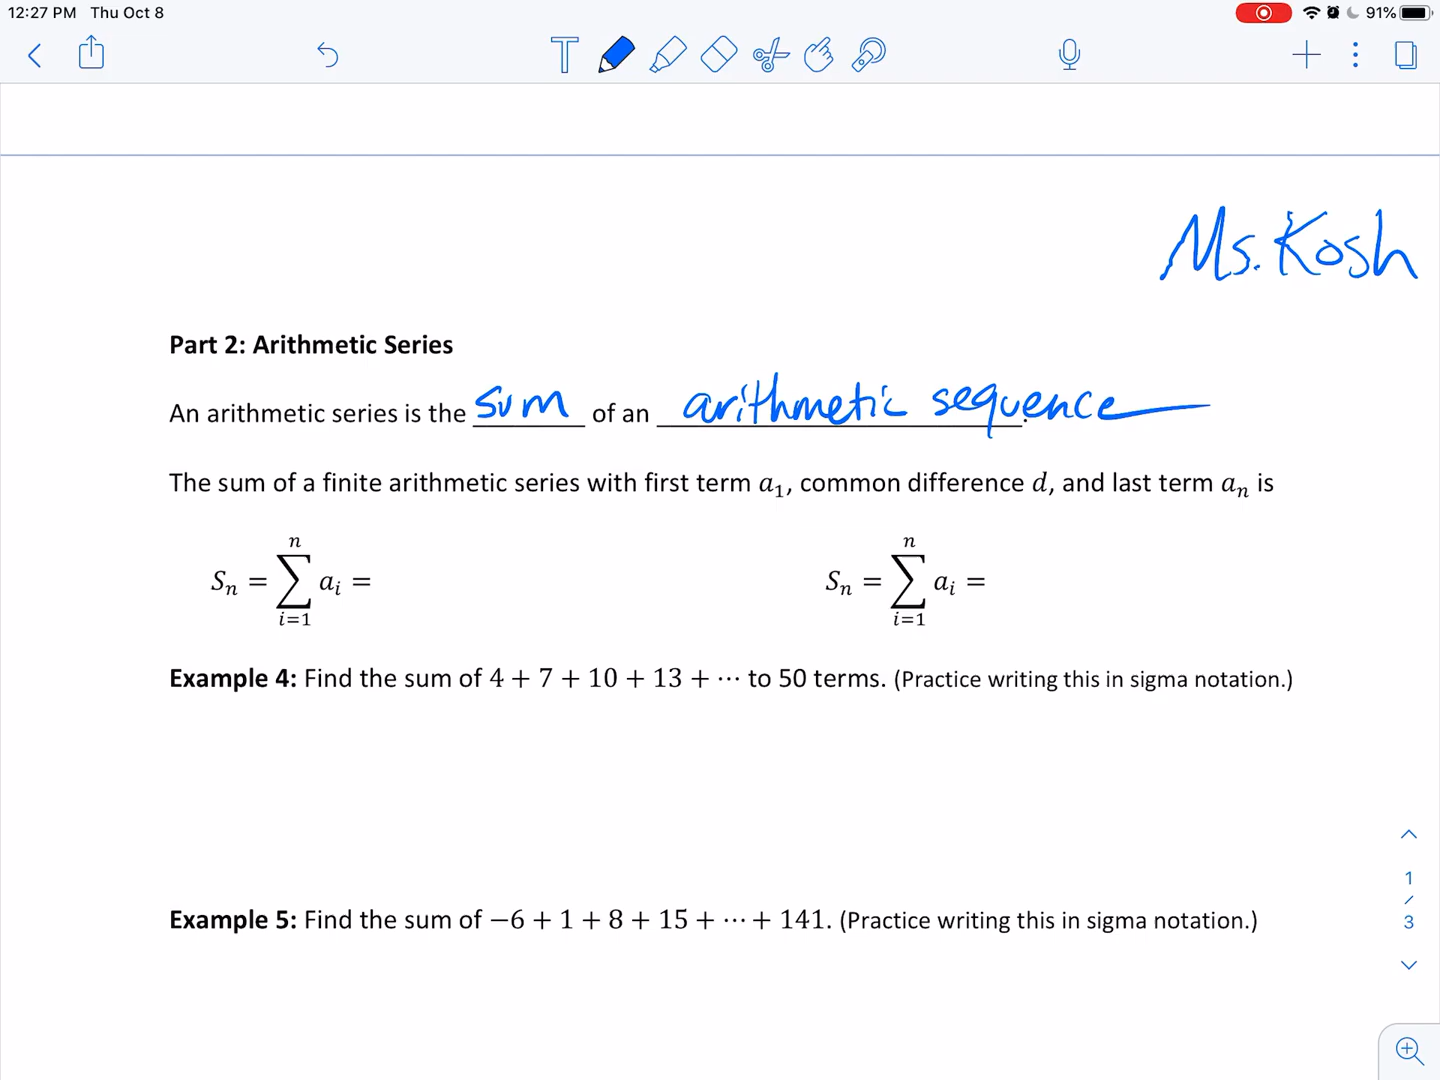 12:27 PM Thu Oct 8
91%
T
Ms. Kosh
Part 2: Arithmetic Series
An arithmetic series is the sum of an arithmetic sequence.
The sum of a finite arithmetic series with first term a₁, common difference d, and last term aₙ is
n
Sₙ = ∑ aᵢ =
i=1
n
Sₙ = ∑ aᵢ =
i=1
Example 4: Find the sum of 4 + 7 + 10 + 13 + ⋯ to 50 terms. (Practice writing this in sigma notation.)
1
/
3
Example 5: Find the sum of −6 + 1 + 8 + 15 + ⋯ + 141. (Practice writing this in sigma notation.)